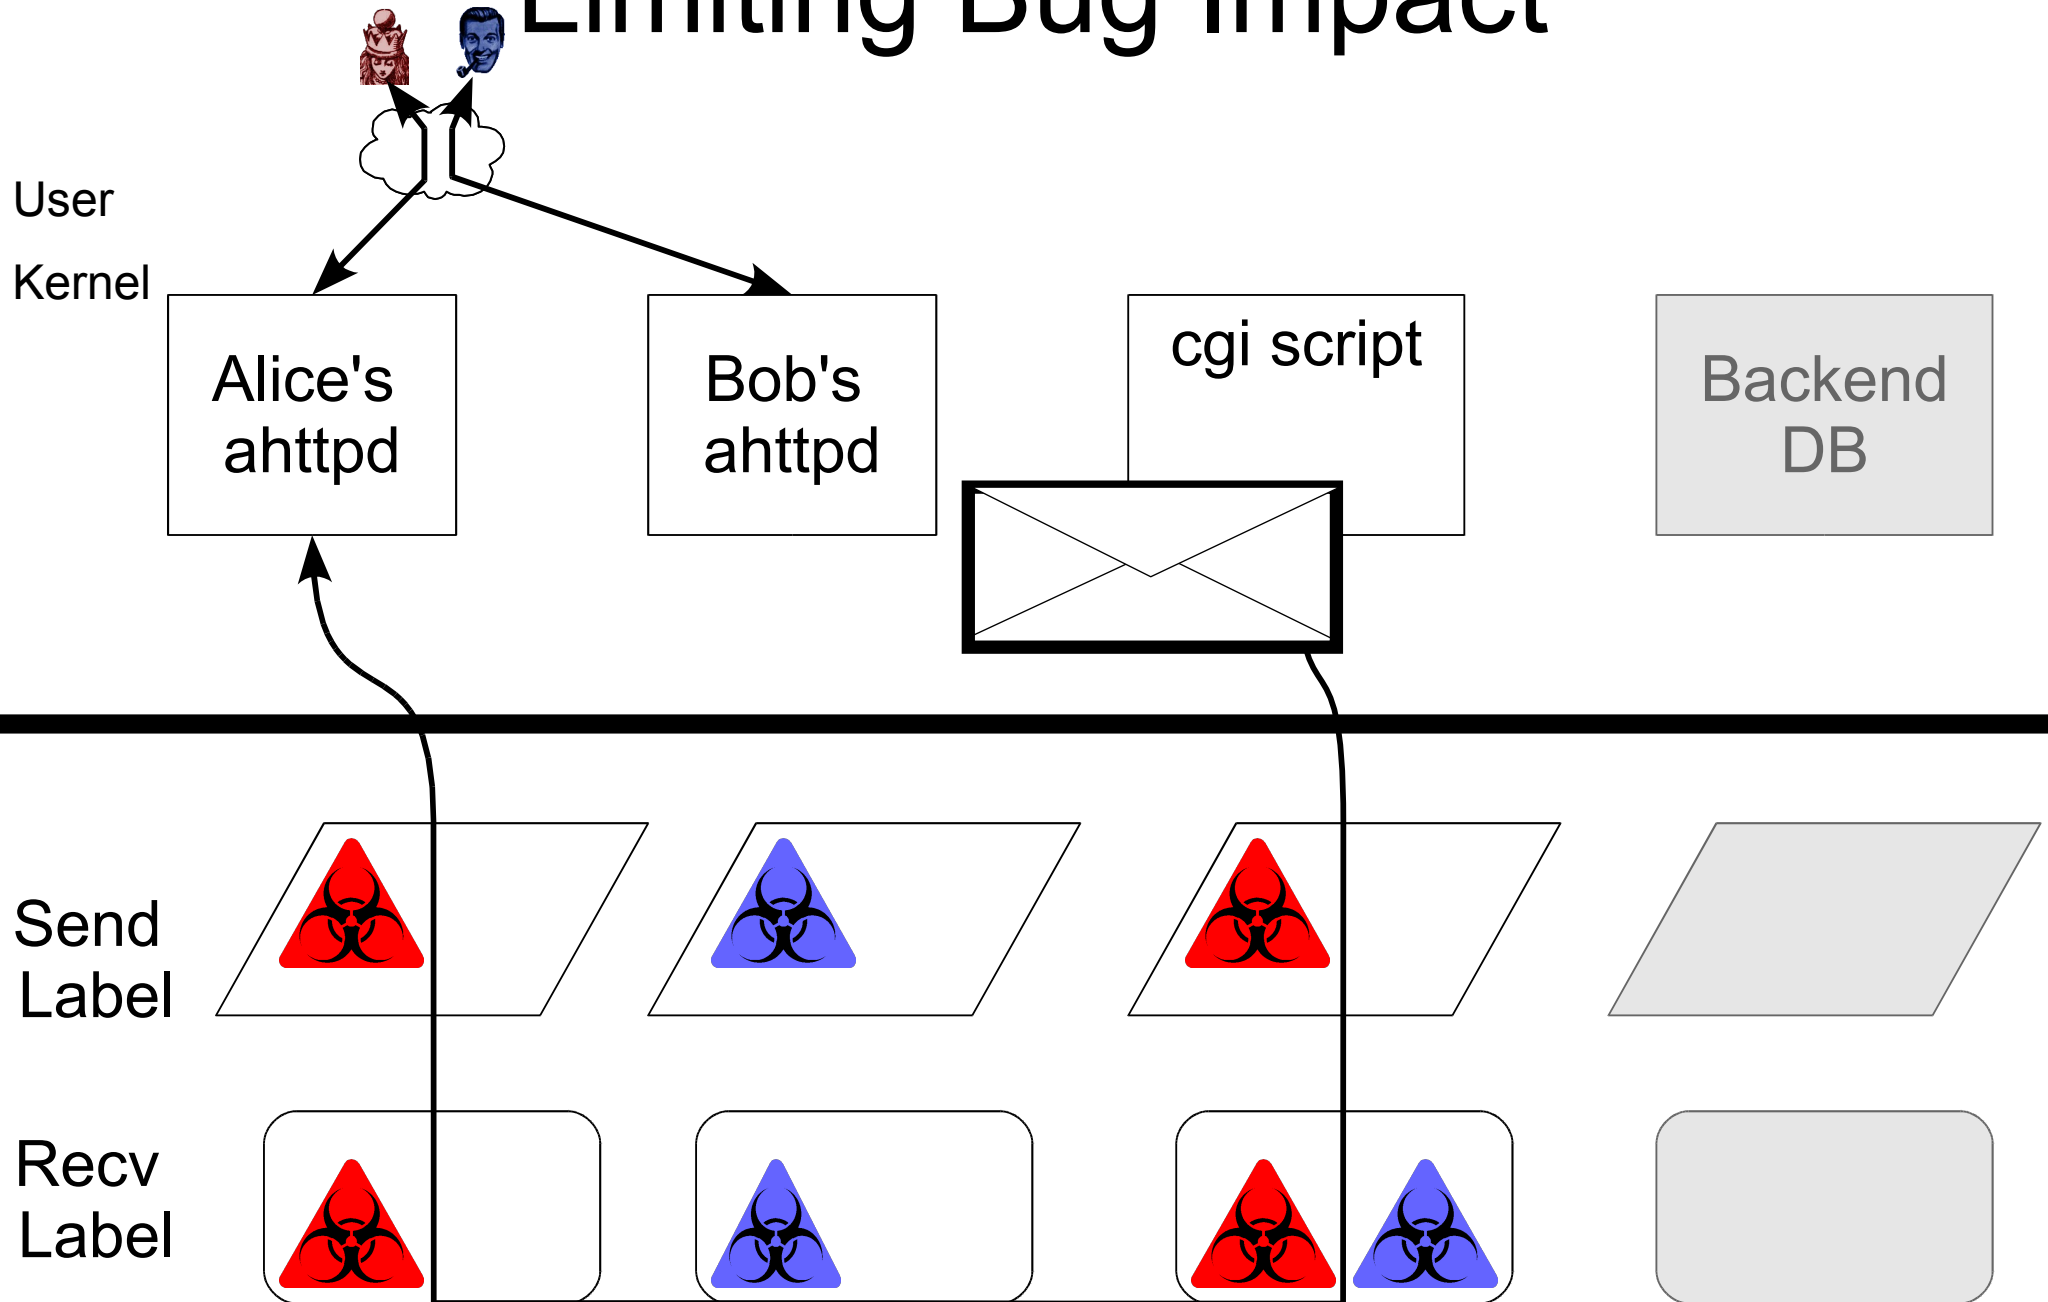 Limiting Bug Impact
User
Kernel
Alice's
ahttpd
Bob's
ahttpd
cgi script
Backend
DB
Send
Label
Recv
Label